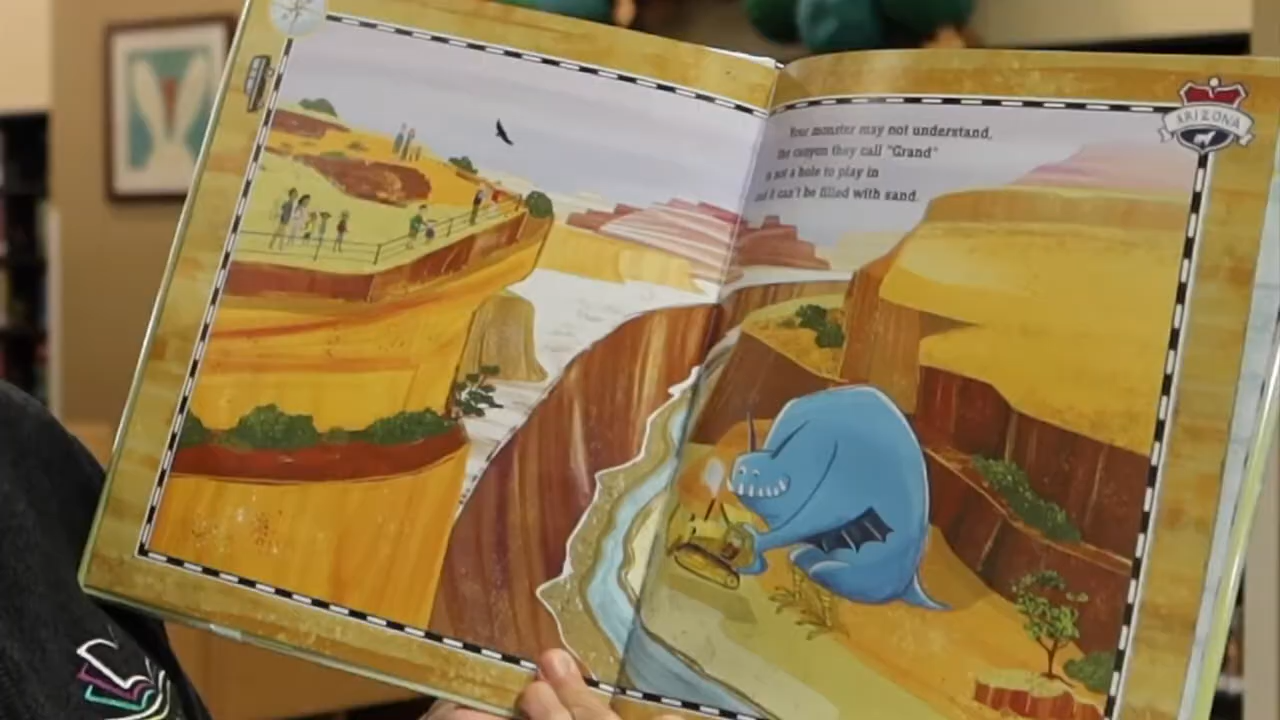 Your monster may not understand,
the canyon they call "Grand"
is not a hole to play in
and it can't be filled with sand.
ARIZONA